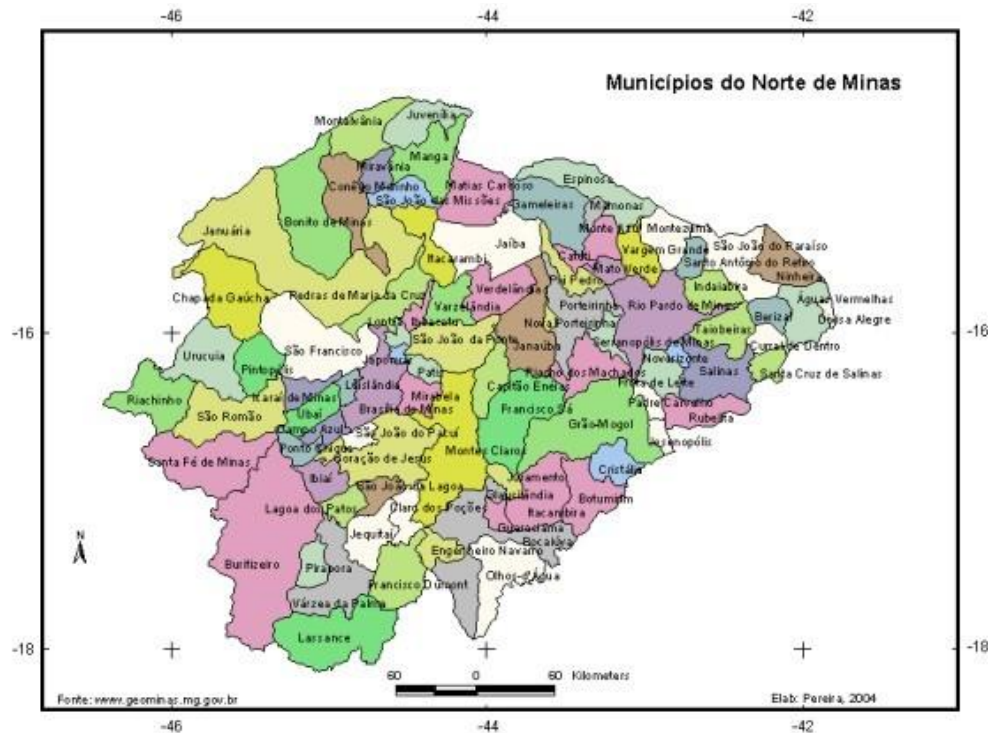 -46
-44
-42
Municípios do Norte de Minas
Montalvânia
Juvenília
Manga
Miravânia
Matias Cardoso
Espinosa
São João das Missões
Gameleiras
Mamonas
Januária
Bonito de Minas
Monte Azul
Montezuma
Jaíba
São João do Paraíso
Itacarambi
Catuti
Vargem Grande
Santo Antônio do Retiro
Mato Verde
Pai Pedro
Ninheira
Chapada Gaúcha
Pedras de Maria da Cruz
Verdelândia
Indaiabira
Varzelândia
Porteirinha
Rio Pardo de Minas
Águas Vermelhas
Divisa Alegre
Berizal
-16
Lontra
Ibiracatu
Nova Porteirinha
Taiobeiras
-16
São João da Ponte
Janaúba
Serranópolis de Minas
Curral de Dentro
Urucuia
São Francisco
Japonvar
Novorizonte
Pintópolis
Patis
Riacho dos Machados
Salinas
Santa Cruz de Salinas
Luislândia
Capitão Enéas
Fruta de Leite
Riachinho
Icaraí de Minas
Mirabela
Padre Carvalho
São Romão
Ubaí
Brasília de Minas
Francisco Sá
Rubelita
Campo Azul
Grão-Mogol
São João do Pacuí
Josenópolis
Ponto Chique
Montes Claros
Santa Fé de Minas
Coração de Jesus
Cristália
Ibiaí
São João da Lagoa
Juramento
Glaucilândia
Botumirim
Lagoa dos Patos
Claro dos Poções
Itacambira
Guaraciama
Jequitaí
Bocaiúva
Engenheiro Navarro
N
Buritizeiro
Pirapora
Francisco Dumont
Olhos-d'Água
Várzea da Palma
Lassance
-18
-18
60 0 60 Kilometers
Fonte: www.geominas.mg.gov.br
Elab: Pereira, 2004
-46
-44
-42